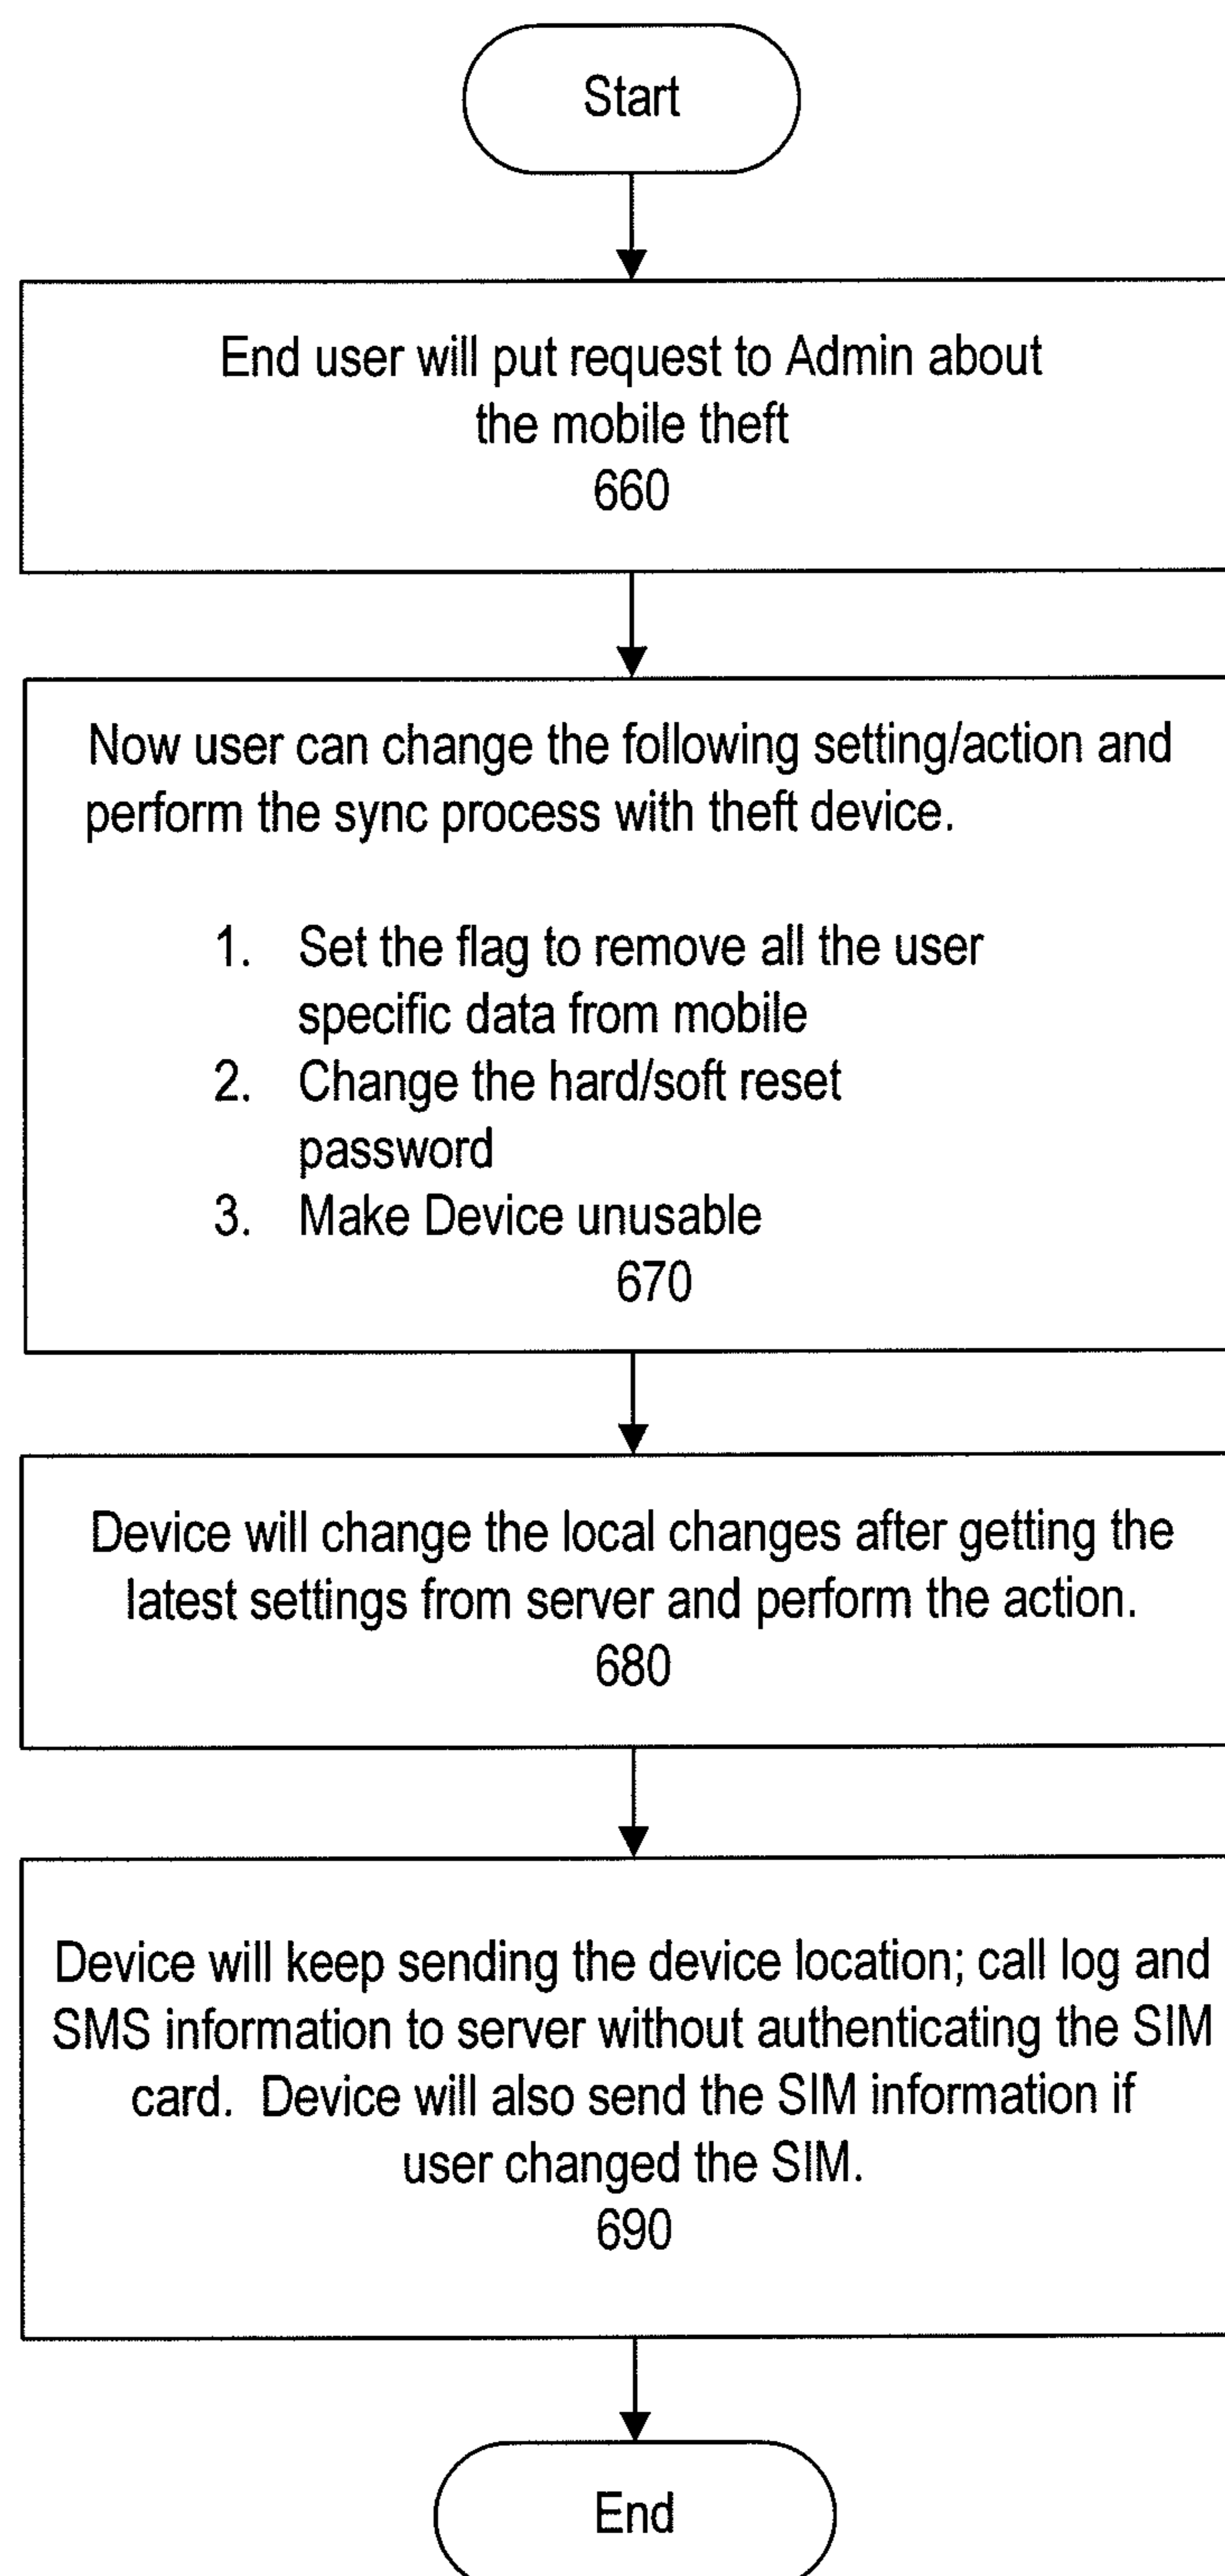 Start
End user will put request to Admin about
the mobile theft
660
Now user can change the following setting/action and
perform the sync process with theft device.
1. Set the flag to remove all the user
specific data from mobile
2. Change the hard/soft reset
password
3. Make Device unusable
670
Device will change the local changes after getting the
latest settings from server and perform the action.
680
Device will keep sending the device location; call log and
SMS information to server without authenticating the SIM
card. Device will also send the SIM information if
user changed the SIM.
690
End